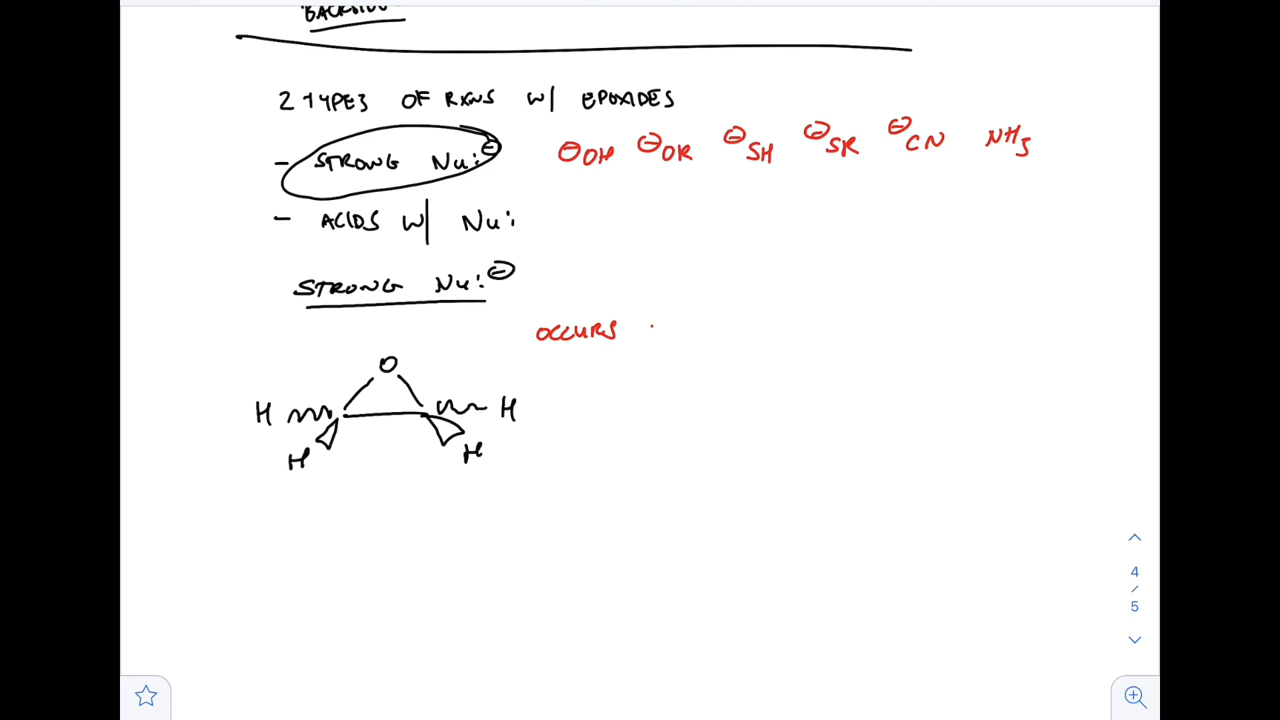 BACKSIDE
2 TYPES OF RXNS W/ EPOXIDES
- STRONG Nu:⊖ ⊖OH ⊖OR ⊖SH ⊖SR ⊖CN NH3
- ACIDS W/ Nu:
STRONG Nu:⊖
OCCURS
O
H H
H H
4
/
5